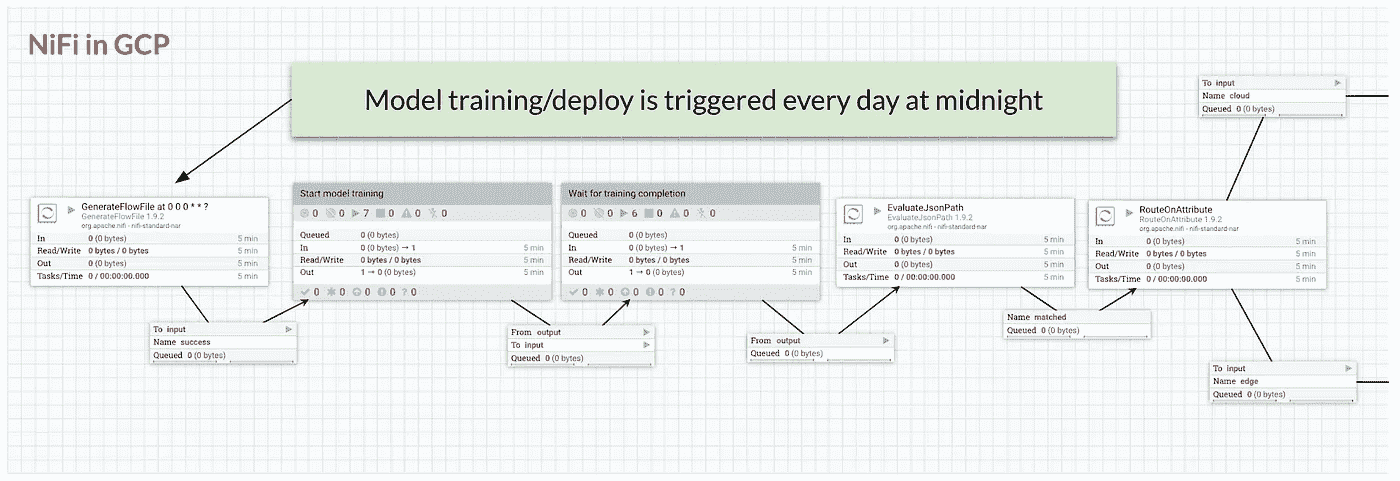 NiFi in GCP
Model training/deploy is triggered every day at midnight
GenerateFlowFile at 0 0 0 * * ?
GenerateFlowFile 1.9.2
org.apache.nifi - nifi-standard-nar
In 0 (0 bytes) 5 min
Read/Write 0 bytes / 0 bytes 5 min
Out 0 (0 bytes) 5 min
Tasks/Time 0 / 00:00:00.000 5 min
To input
Name success
Queued 0 (0 bytes)
Start model training
0 0 7 0 0 0
Queued 0 (0 bytes)
In 0 (0 bytes) → 1 5 min
Read/Write 0 bytes / 0 bytes 5 min
Out 1 → 0 (0 bytes) 5 min
0 0 0 0 ? 0
From output
To input
Queued 0 (0 bytes)
Wait for training completion
0 0 6 0 0 0
Queued 0 (0 bytes)
In 0 (0 bytes) → 1 5 min
Read/Write 0 bytes / 0 bytes 5 min
Out 1 → 0 (0 bytes) 5 min
0 0 0 0 ? 0
From output
Queued 0 (0 bytes)
EvaluateJsonPath
EvaluateJsonPath 1.9.2
org.apache.nifi - nifi-standard-nar
In 0 (0 bytes) 5 min
Read/Write 0 bytes / 0 bytes 5 min
Out 0 (0 bytes) 5 min
Tasks/Time 0 / 00:00:00.000 5 min
Name matched
Queued 0 (0 bytes)
RouteOnAttribute
RouteOnAttribute 1.9.2
org.apache.nifi - nifi-standard-nar
In 0 (0 bytes) 5 min
Read/Write 0 bytes / 0 bytes 5 min
Out 0 (0 bytes) 5 min
Tasks/Time 0 / 00:00:00.000 5 min
To input
Name cloud
Queued 0 (0 bytes)
To input
Name edge
Queued 0 (0 bytes)